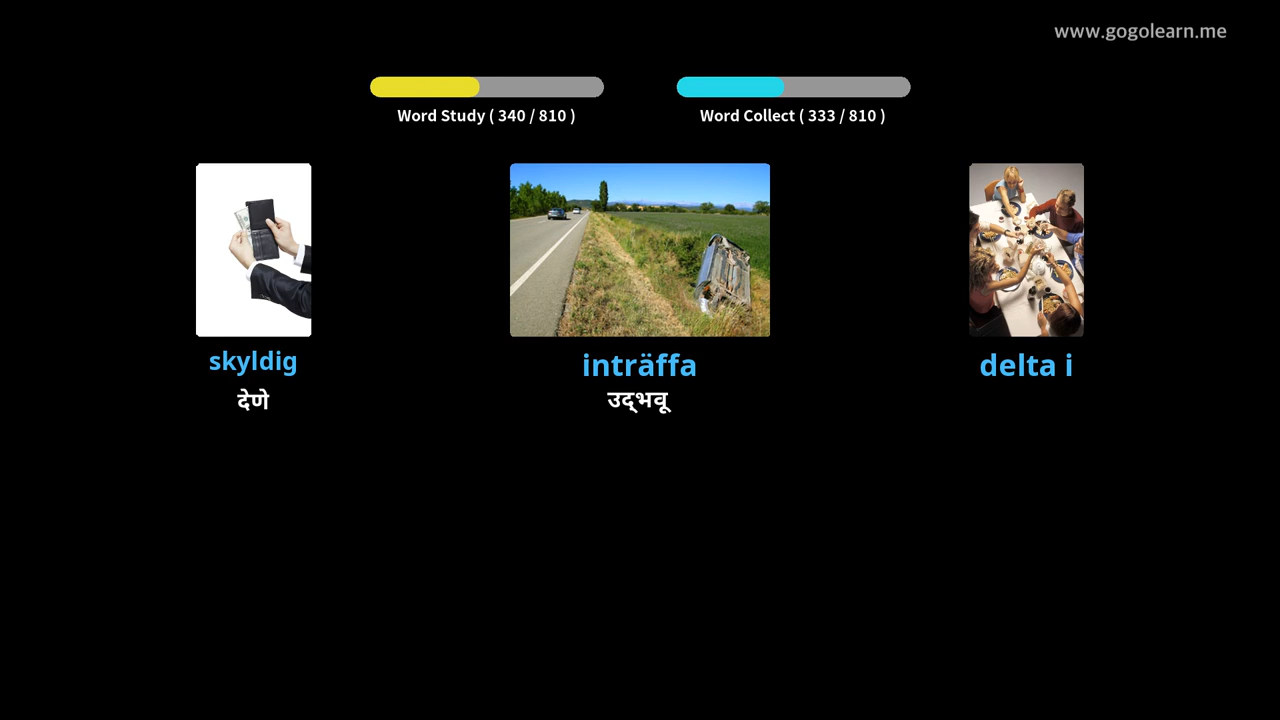 www.gogolearn.me
Word Study ( 340 / 810 )
Word Collect ( 333 / 810 )
skyldig
देणे
inträffa
उद्‌भवू
delta i